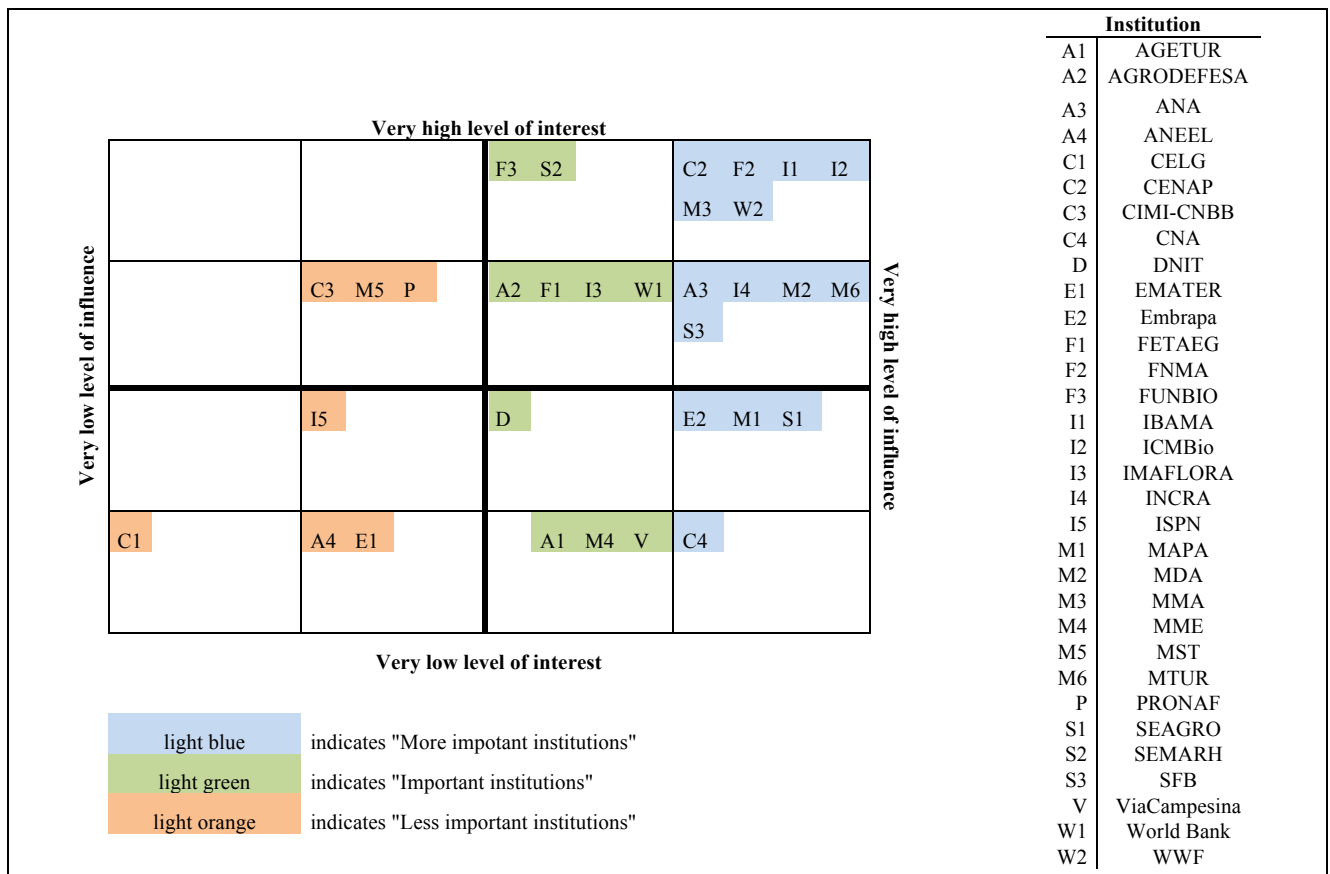 Very high level of interest
Very low level of influence
F3 S2
C2 F2 I1 I2
M3 W2
C3 M5 P
A2 F1 I3 W1
A3 I4 M2 M6
S3
I5
D
E2 M1 S1
C1
A4 E1
A1 M4 V
C4
Very high level of influence
Very low level of interest
light blue indicates "More impotant institutions"
light green indicates "Important institutions"
light orange indicates "Less important institutions"
Institution
A1 AGETUR
A2 AGRODEFESA
A3 ANA
A4 ANEEL
C1 CELG
C2 CENAP
C3 CIMI-CNBB
C4 CNA
D DNIT
E1 EMATER
E2 Embrapa
F1 FETAEG
F2 FNMA
F3 FUNBIO
I1 IBAMA
I2 ICMBio
I3 IMAFLORA
I4 INCRA
I5 ISPN
M1 MAPA
M2 MDA
M3 MMA
M4 MME
M5 MST
M6 MTUR
P PRONAF
S1 SEAGRO
S2 SEMARH
S3 SFB
V ViaCampesina
W1 World Bank
W2 WWF